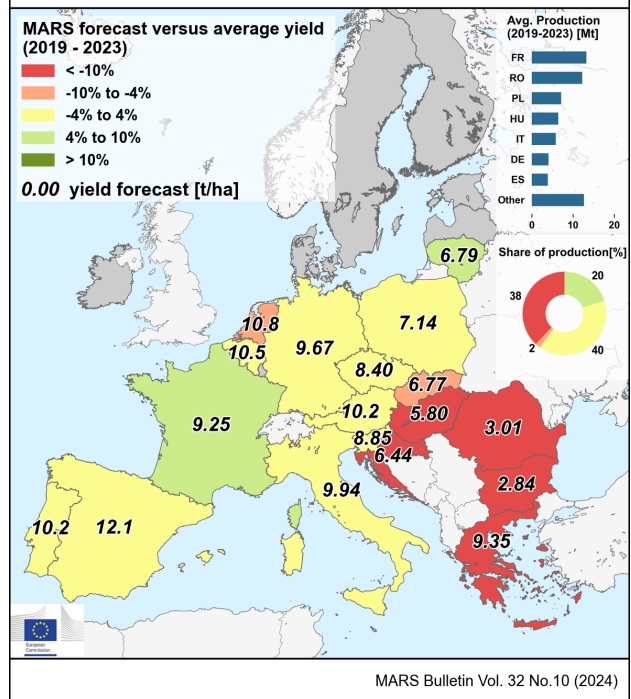 MARS forecast versus average yield
(2019 - 2023)
< -10%
-10% to -4%
-4% to 4%
4% to 10%
> 10%
0.00 yield forecast [t/ha]
Avg. Production
(2019-2023) [Mt]
FR
RO
PL
HU
IT
DE
ES
Other
0 10 20
Share of production[%]
38
20
2
40
6.79
10.8
7.14
10.5
9.67
8.40
6.77
10.2
5.80
9.25
8.85
3.01
6.44
2.84
9.94
10.2
12.1
9.35
European
Commission
MARS Bulletin Vol. 32 No.10 (2024)